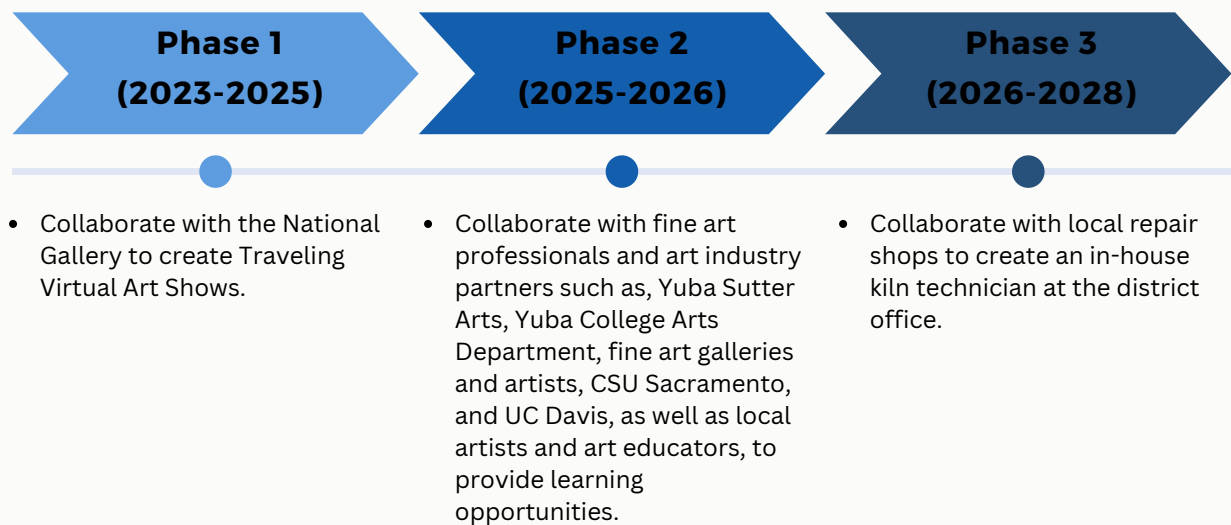 Phase 1
(2023-2025)
Phase 2
(2025-2026)
Phase 3
(2026-2028)
• Collaborate with the National
Gallery to create Traveling
Virtual Art Shows.
• Collaborate with fine art
professionals and art industry
partners such as, Yuba Sutter
Arts, Yuba College Arts
Department, fine art galleries
and artists, CSU Sacramento,
and UC Davis, as well as local
artists and art educators, to
provide learning
opportunities.
• Collaborate with local repair
shops to create an in-house
kiln technician at the district
office.